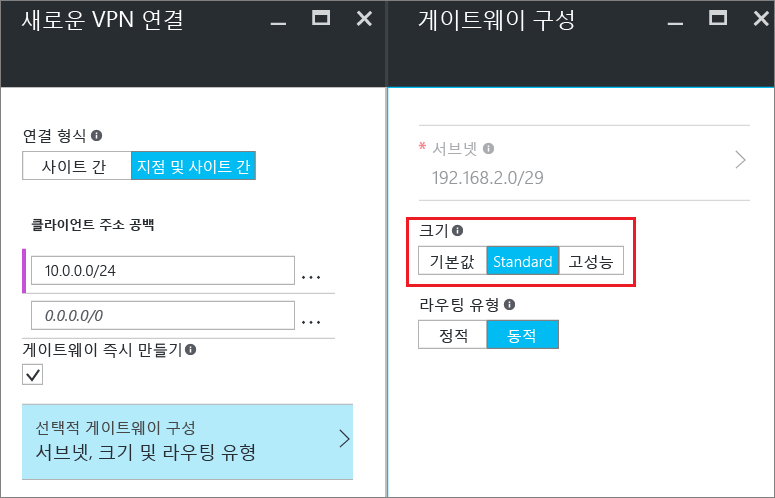 새로운 VPN 연결
연결 형식
사이트 간
지점 및 사이트 간
클라이언트 주소 공백
10.0.0.0/24
...
0.0.0.0/0
...
게이트웨이 즉시 만들기
선택적 게이트웨이 구성
서브넷, 크기 및 라우팅 유형
게이트웨이 구성
* 서브넷
192.168.2.0/29
크기
기본값
Standard
고성능
라우팅 유형
정적
동적